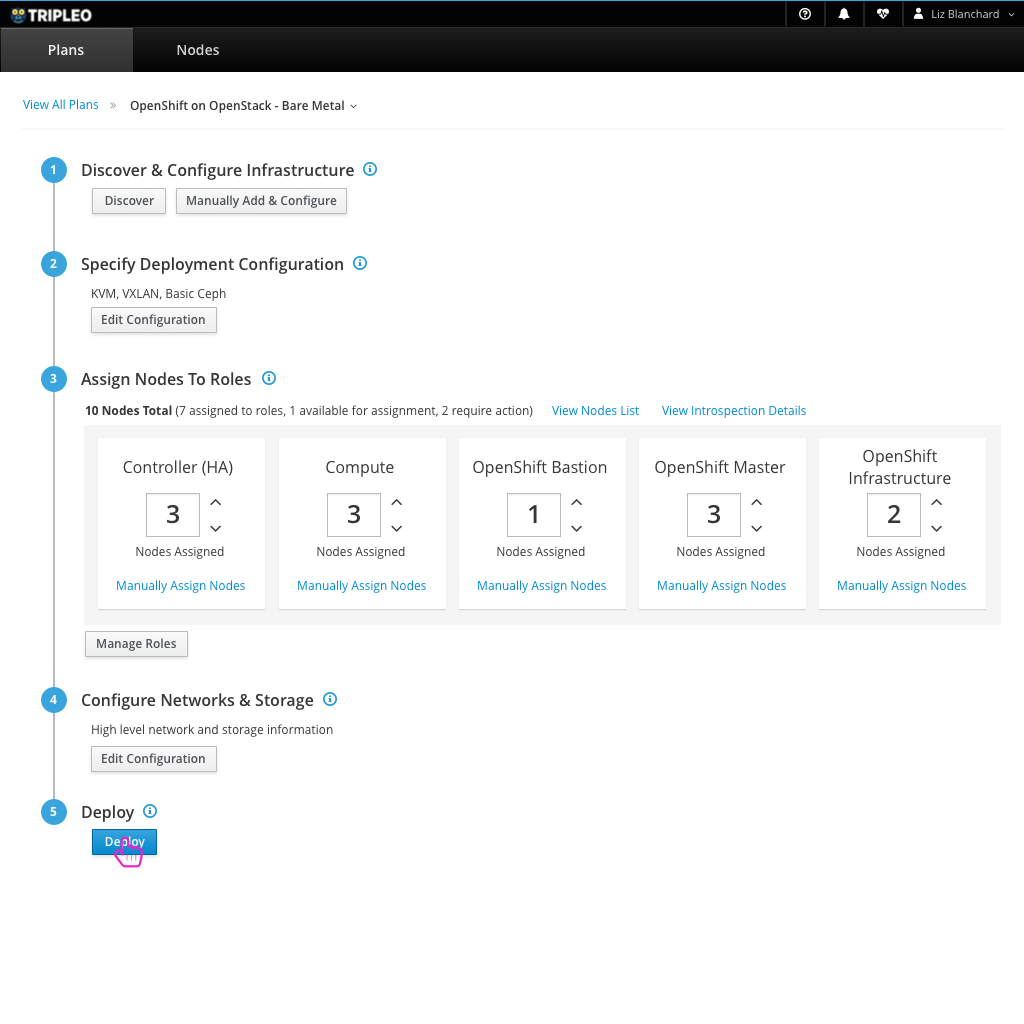 TRIPLEO
Liz Blanchard
Plans Nodes
View All Plans » OpenShift on OpenStack - Bare Metal
1 Discover & Configure Infrastructure
Discover Manually Add & Configure
2 Specify Deployment Configuration
KVM, VXLAN, Basic Ceph
Edit Configuration
3 Assign Nodes To Roles
10 Nodes Total (7 assigned to roles, 1 available for assignment, 2 require action) View Nodes List View Introspection Details
Controller (HA)
3
Nodes Assigned
Manually Assign Nodes
Compute
3
Nodes Assigned
Manually Assign Nodes
OpenShift Bastion
1
Nodes Assigned
Manually Assign Nodes
OpenShift Master
3
Nodes Assigned
Manually Assign Nodes
OpenShift
Infrastructure
2
Nodes Assigned
Manually Assign Nodes
Manage Roles
4 Configure Networks & Storage
High level network and storage information
Edit Configuration
5 Deploy
Deploy